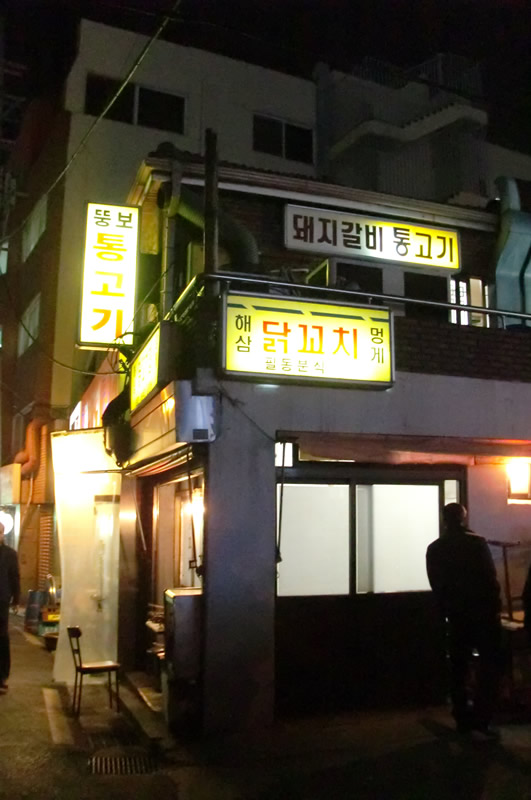 뚱보
통고기
돼지갈비 통고기
해삼
닭꼬치
멍게
필동분식